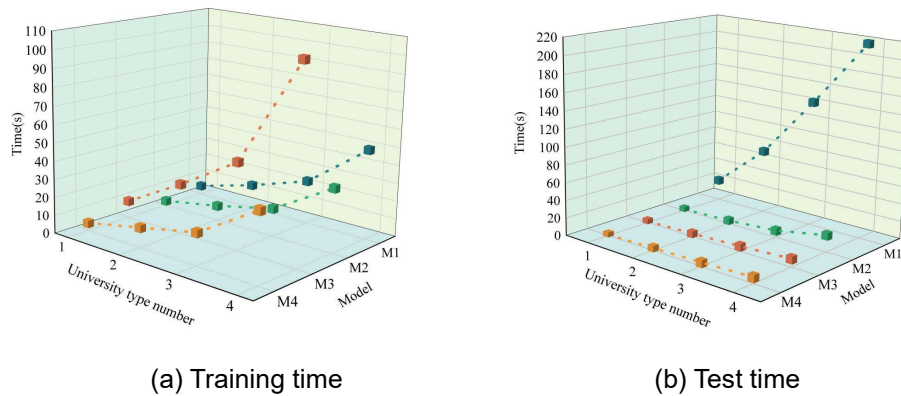 110
100
90
80
70
60
50
40
30
20
10
0
Time(s)
1
2
3
4
University type number
M4
M3
M2
M1
Model
(a) Training time
220
200
180
160
140
120
100
80
60
40
20
0
Time(s)
1
2
3
4
University type number
M4
M3
M2
M1
Model
(b) Test time